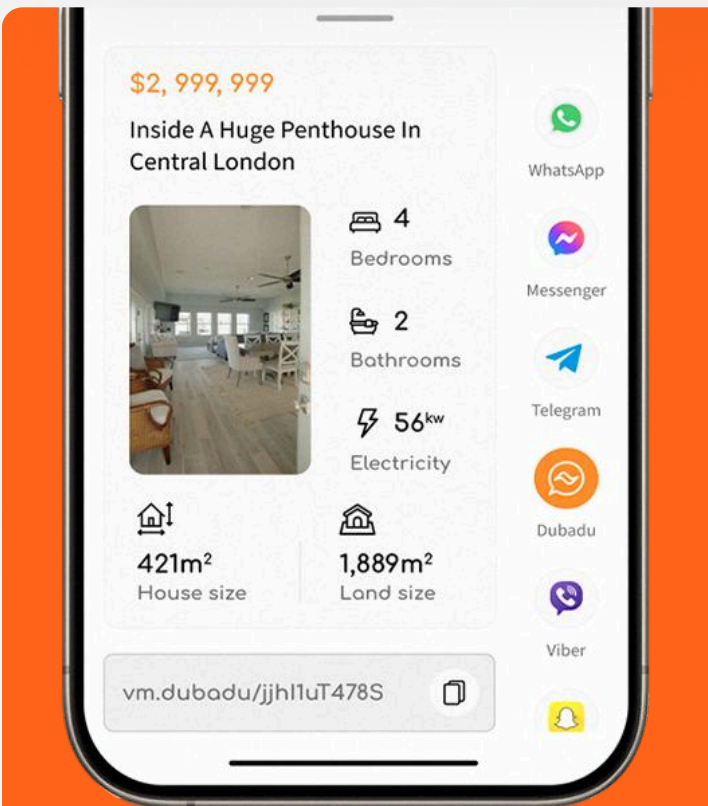 $2, 999, 999
Inside A Huge Penthouse In
Central London
4
Bedrooms
2
Bathrooms
56kw
Electricity
421m²
House size
1,889m²
Land size
vm.dubadu/jjhl1uT478S
WhatsApp
Messenger
Telegram
Dubadu
Viber